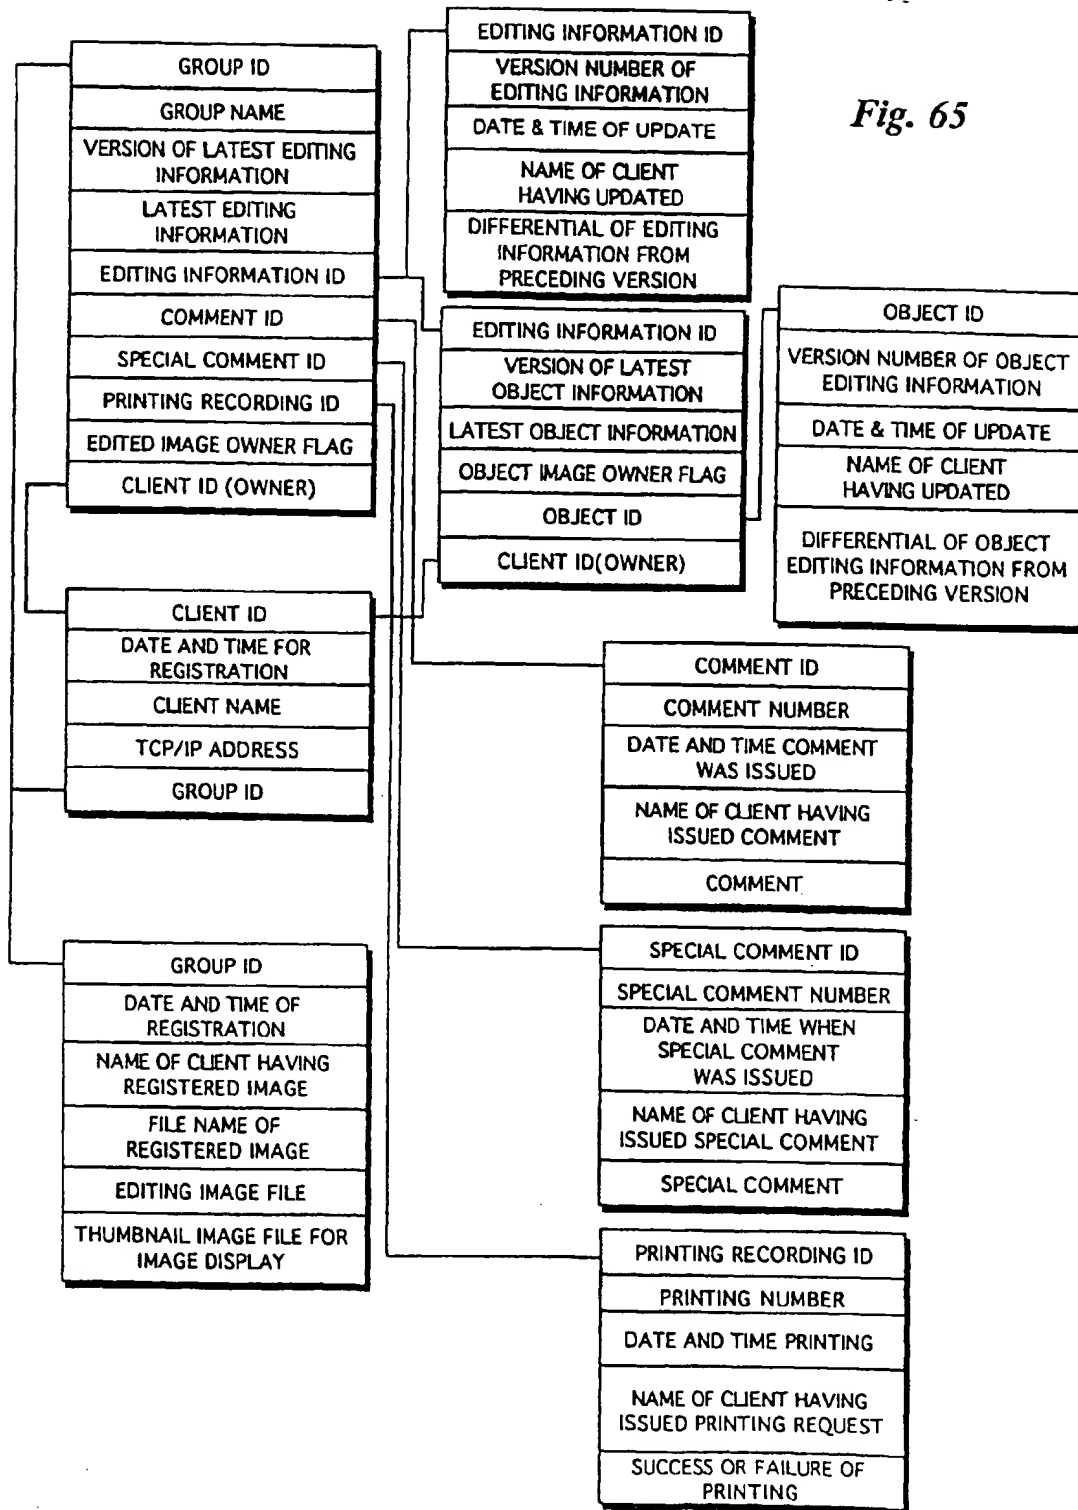 Fig. 65
GROUP ID
GROUP NAME
VERSION OF LATEST EDITING
INFORMATION
LATEST EDITING
INFORMATION
EDITING INFORMATION ID
COMMENT ID
SPECIAL COMMENT ID
PRINTING RECORDING ID
EDITED IMAGE OWNER FLAG
CLIENT ID (OWNER)
EDITING INFORMATION ID
VERSION NUMBER OF
EDITING INFORMATION
DATE & TIME OF UPDATE
NAME OF CLIENT
HAVING UPDATED
DIFFERENTIAL OF EDITING
INFORMATION FROM
PRECEDING VERSION
EDITING INFORMATION ID
VERSION OF LATEST
OBJECT INFORMATION
LATEST OBJECT INFORMATION
OBJECT IMAGE OWNER FLAG
OBJECT ID
CLIENT ID(OWNER)
OBJECT ID
VERSION NUMBER OF OBJECT
EDITING INFORMATION
DATE & TIME OF UPDATE
NAME OF CLIENT
HAVING UPDATED
DIFFERENTIAL OF OBJECT
EDITING INFORMATION FROM
PRECEDING VERSION
CLIENT ID
DATE AND TIME FOR
REGISTRATION
CLIENT NAME
TCP/IP ADDRESS
GROUP ID
COMMENT ID
COMMENT NUMBER
DATE AND TIME COMMENT
WAS ISSUED
NAME OF CLIENT HAVING
ISSUED COMMENT
COMMENT
GROUP ID
DATE AND TIME OF
REGISTRATION
NAME OF CLIENT HAVING
REGISTERED IMAGE
FILE NAME OF
REGISTERED IMAGE
EDITING IMAGE FILE
THUMBNAIL IMAGE FILE FOR
IMAGE DISPLAY
SPECIAL COMMENT ID
SPECIAL COMMENT NUMBER
DATE AND TIME WHEN
SPECIAL COMMENT
WAS ISSUED
NAME OF CLIENT HAVING
ISSUED SPECIAL COMMENT
SPECIAL COMMENT
PRINTING RECORDING ID
PRINTING NUMBER
DATE AND TIME PRINTING
NAME OF CLIENT HAVING
ISSUED PRINTING REQUEST
SUCCESS OR FAILURE OF
PRINTING